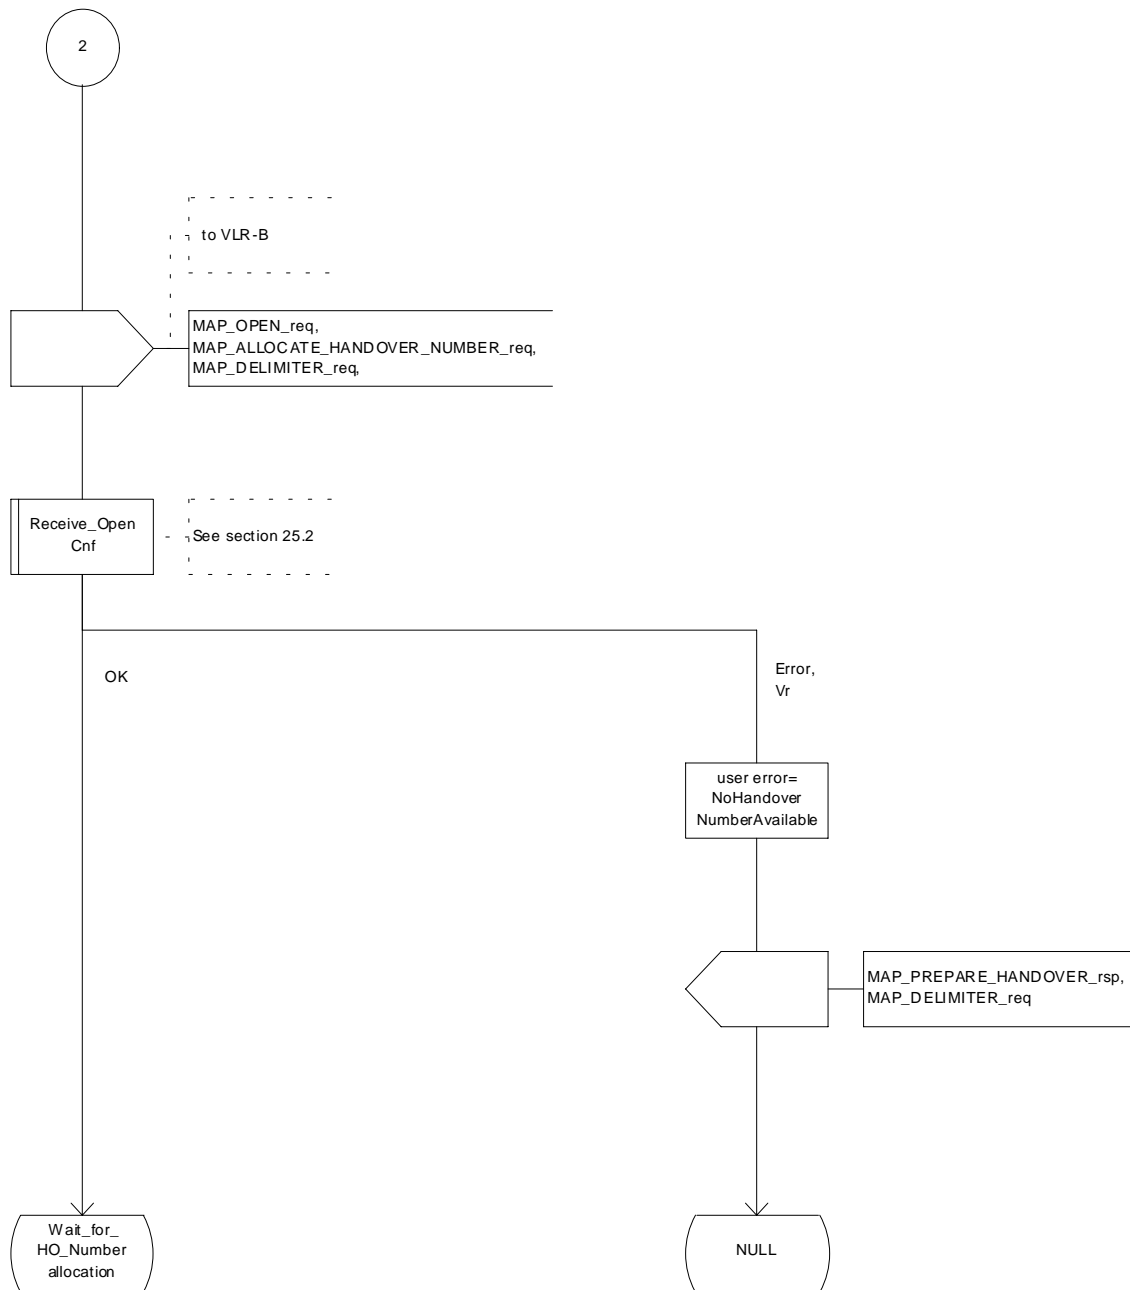 2
to VLR-B
MAP_OPEN_req,
MAP_ALLOCATE_HANDOVER_NUMBER_req,
MAP_DELIMITER_req,
Receive_Open
Cnf
See section 25.2
OK
Error,
Vr
user error=
NoHandover
NumberAvailable
MAP_PREPARE_HANDOVER_rsp,
MAP_DELIMITER_req
Wait_for_
HO_Number
allocation
NULL